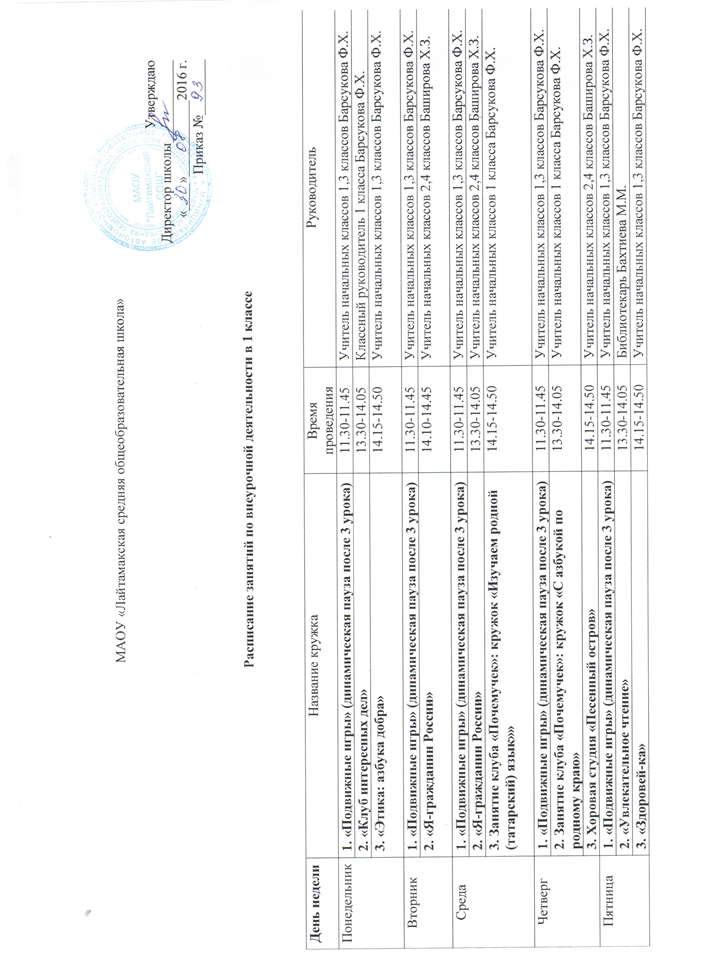 Утверждаю
Директор школы
« 30 » 08 2016 г.
Приказ № 93
МАОУ
МАОУ «Лайтамакская средняя общеобразовательная школа»
Расписание занятий по внеурочной деятельности в 1 классе
День недели Название кружка Время проведения Руководитель
Понедельник 1. «Подвижные игры» (динамическая пауза после 3 урока) 11.30-11.45 Учитель начальных классов 1,3 классов Барсукова Ф.Х.
2. «Клуб интересных дел» 13.30-14.05 Классный руководитель 1 класса Барсукова Ф.Х.
3. «Этика: азбука добра» 14.15-14.50 Учитель начальных классов 1,3 классов Барсукова Ф.Х.
Вторник 1. «Подвижные игры» (динамическая пауза после 3 урока) 11.30-11.45 Учитель начальных классов 1,3 классов Барсукова Ф.Х.
2. «Я-гражданин России» 14.10-14.45 Учитель начальных классов 2,4 классов Баширова Х.З.
Среда 1. «Подвижные игры» (динамическая пауза после 3 урока) 11.30-11.45 Учитель начальных классов 1,3 классов Барсукова Ф.Х.
2. «Я-гражданин России» 13.30-14.05 Учитель начальных классов 2,4 классов Баширова Х.З.
3. Занятие клуба «Почемучек»: кружок «Изучаем родной 14.15-14.50 Учитель начальных классов 1 класса Барсукова Ф.Х.
(татарский) язык»»
Четверг 1. «Подвижные игры» (динамическая пауза после 3 урока) 11.30-11.45 Учитель начальных классов 1,3 классов Барсукова Ф.Х.
2. Занятие клуба «Почемучек»: кружок «С азбукой по 13.30-14.05 Учитель начальных классов 1 класса Барсукова Ф.Х.
родному краю»
3. Хоровая студия «Песенный остров» 14.15-14.50 Учитель начальных классов 2,4 классов Баширова Х.З.
Пятница 1. «Подвижные игры» (динамическая пауза после 3 урока) 11.30-11.45 Учитель начальных классов 1,3 классов Барсукова Ф.Х.
2. «Увлекательное чтение» 13.30-14.05 Библиотекарь Бахтиева М.М.
3. «Здоровей-ка» 14.15-14.50 Учитель начальных классов 1,3 классов Барсукова Ф.Х.